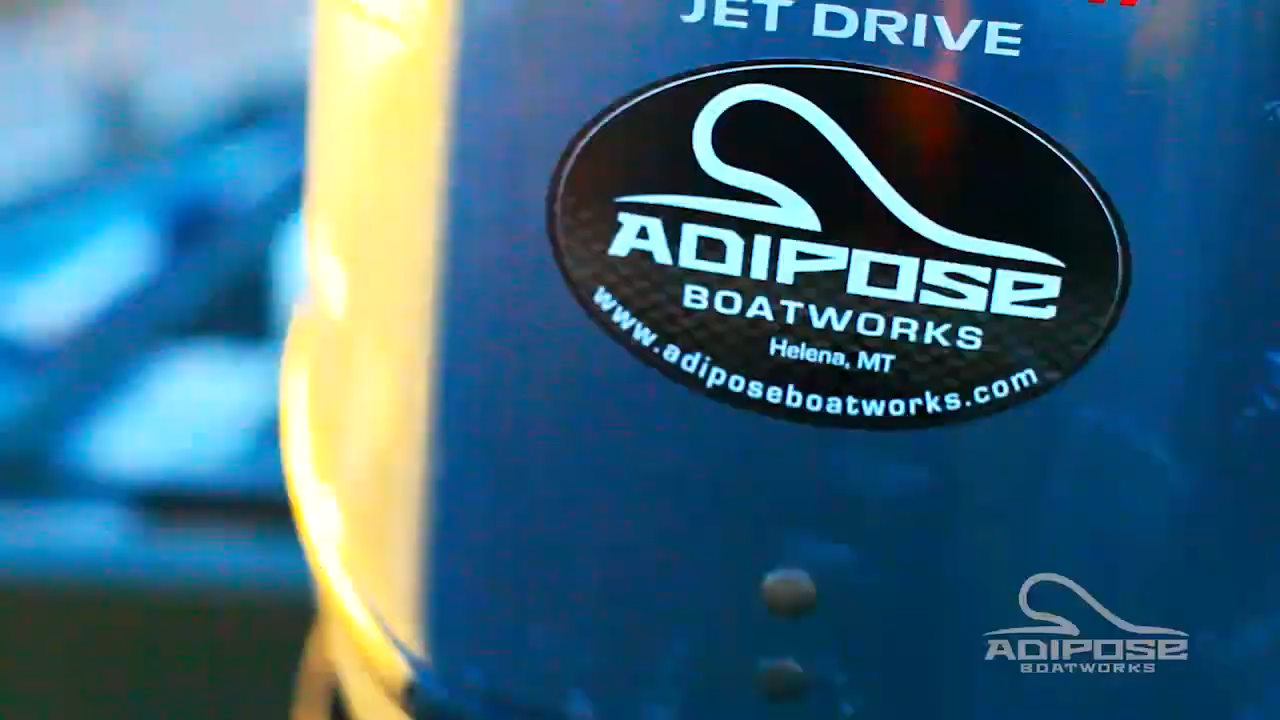 JET DRIVE
ADIPOSE
BOATWORKS
Helena, MT
www.adiposeboatworks.com
ADIPOSE
BOATWORKS